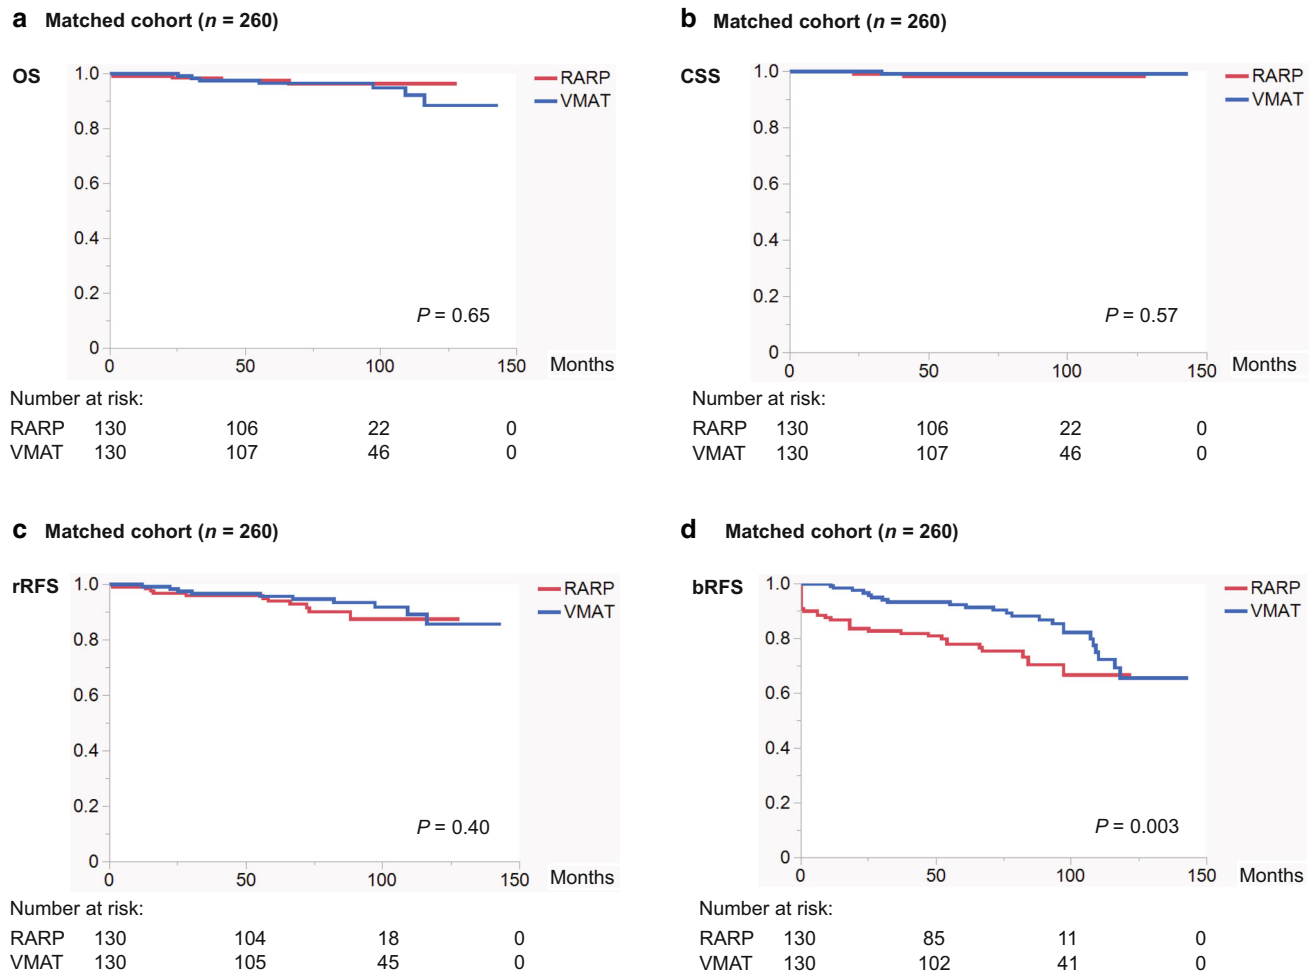 a Matched cohort (n = 260)
OS
RARP
VMAT
1.0
0.8
0.6
0.4
0.2
0
P = 0.65
0 50 100 150 Months
Number at risk:
RARP 130 106 22 0
VMAT 130 107 46 0
b Matched cohort (n = 260)
CSS
RARP
VMAT
1.0
0.8
0.6
0.4
0.2
0
P = 0.57
0 50 100 150 Months
Number at risk:
RARP 130 106 22 0
VMAT 130 107 46 0
c Matched cohort (n = 260)
rRFS
RARP
VMAT
1.0
0.8
0.6
0.4
0.2
0
P = 0.40
0 50 100 150 Months
Number at risk:
RARP 130 104 18 0
VMAT 130 105 45 0
d Matched cohort (n = 260)
bRFS
RARP
VMAT
1.0
0.8
0.6
0.4
0.2
0
P = 0.003
0 50 100 150 Months
Number at risk:
RARP 130 85 11 0
VMAT 130 102 41 0